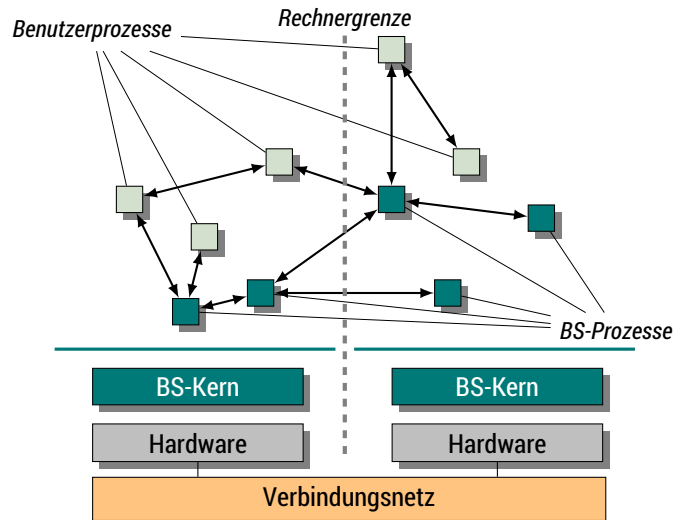 Rechnergrenze
Benutzerprozesse
BS-Prozesse
BS-Kern
BS-Kern
Hardware
Hardware
Verbindungsnetz